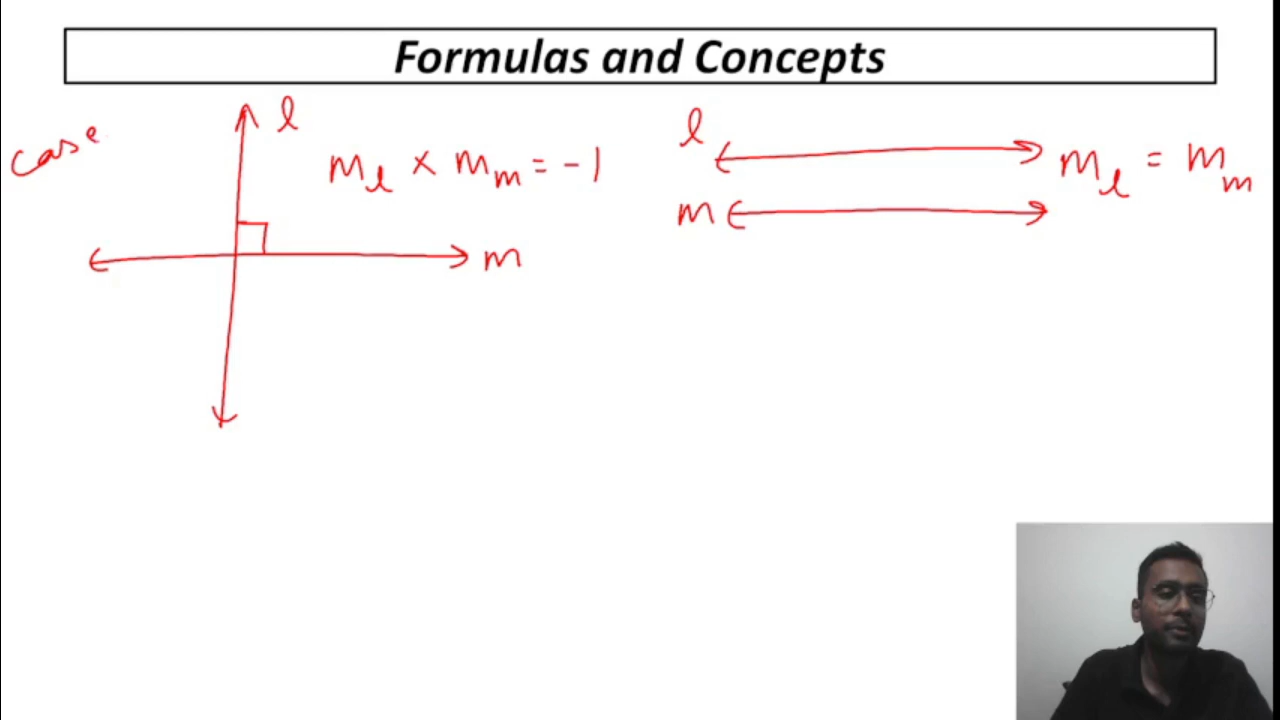 Formulas and Concepts
case
l
m_l × m_m = -1
m
l
m
m_l = m_m